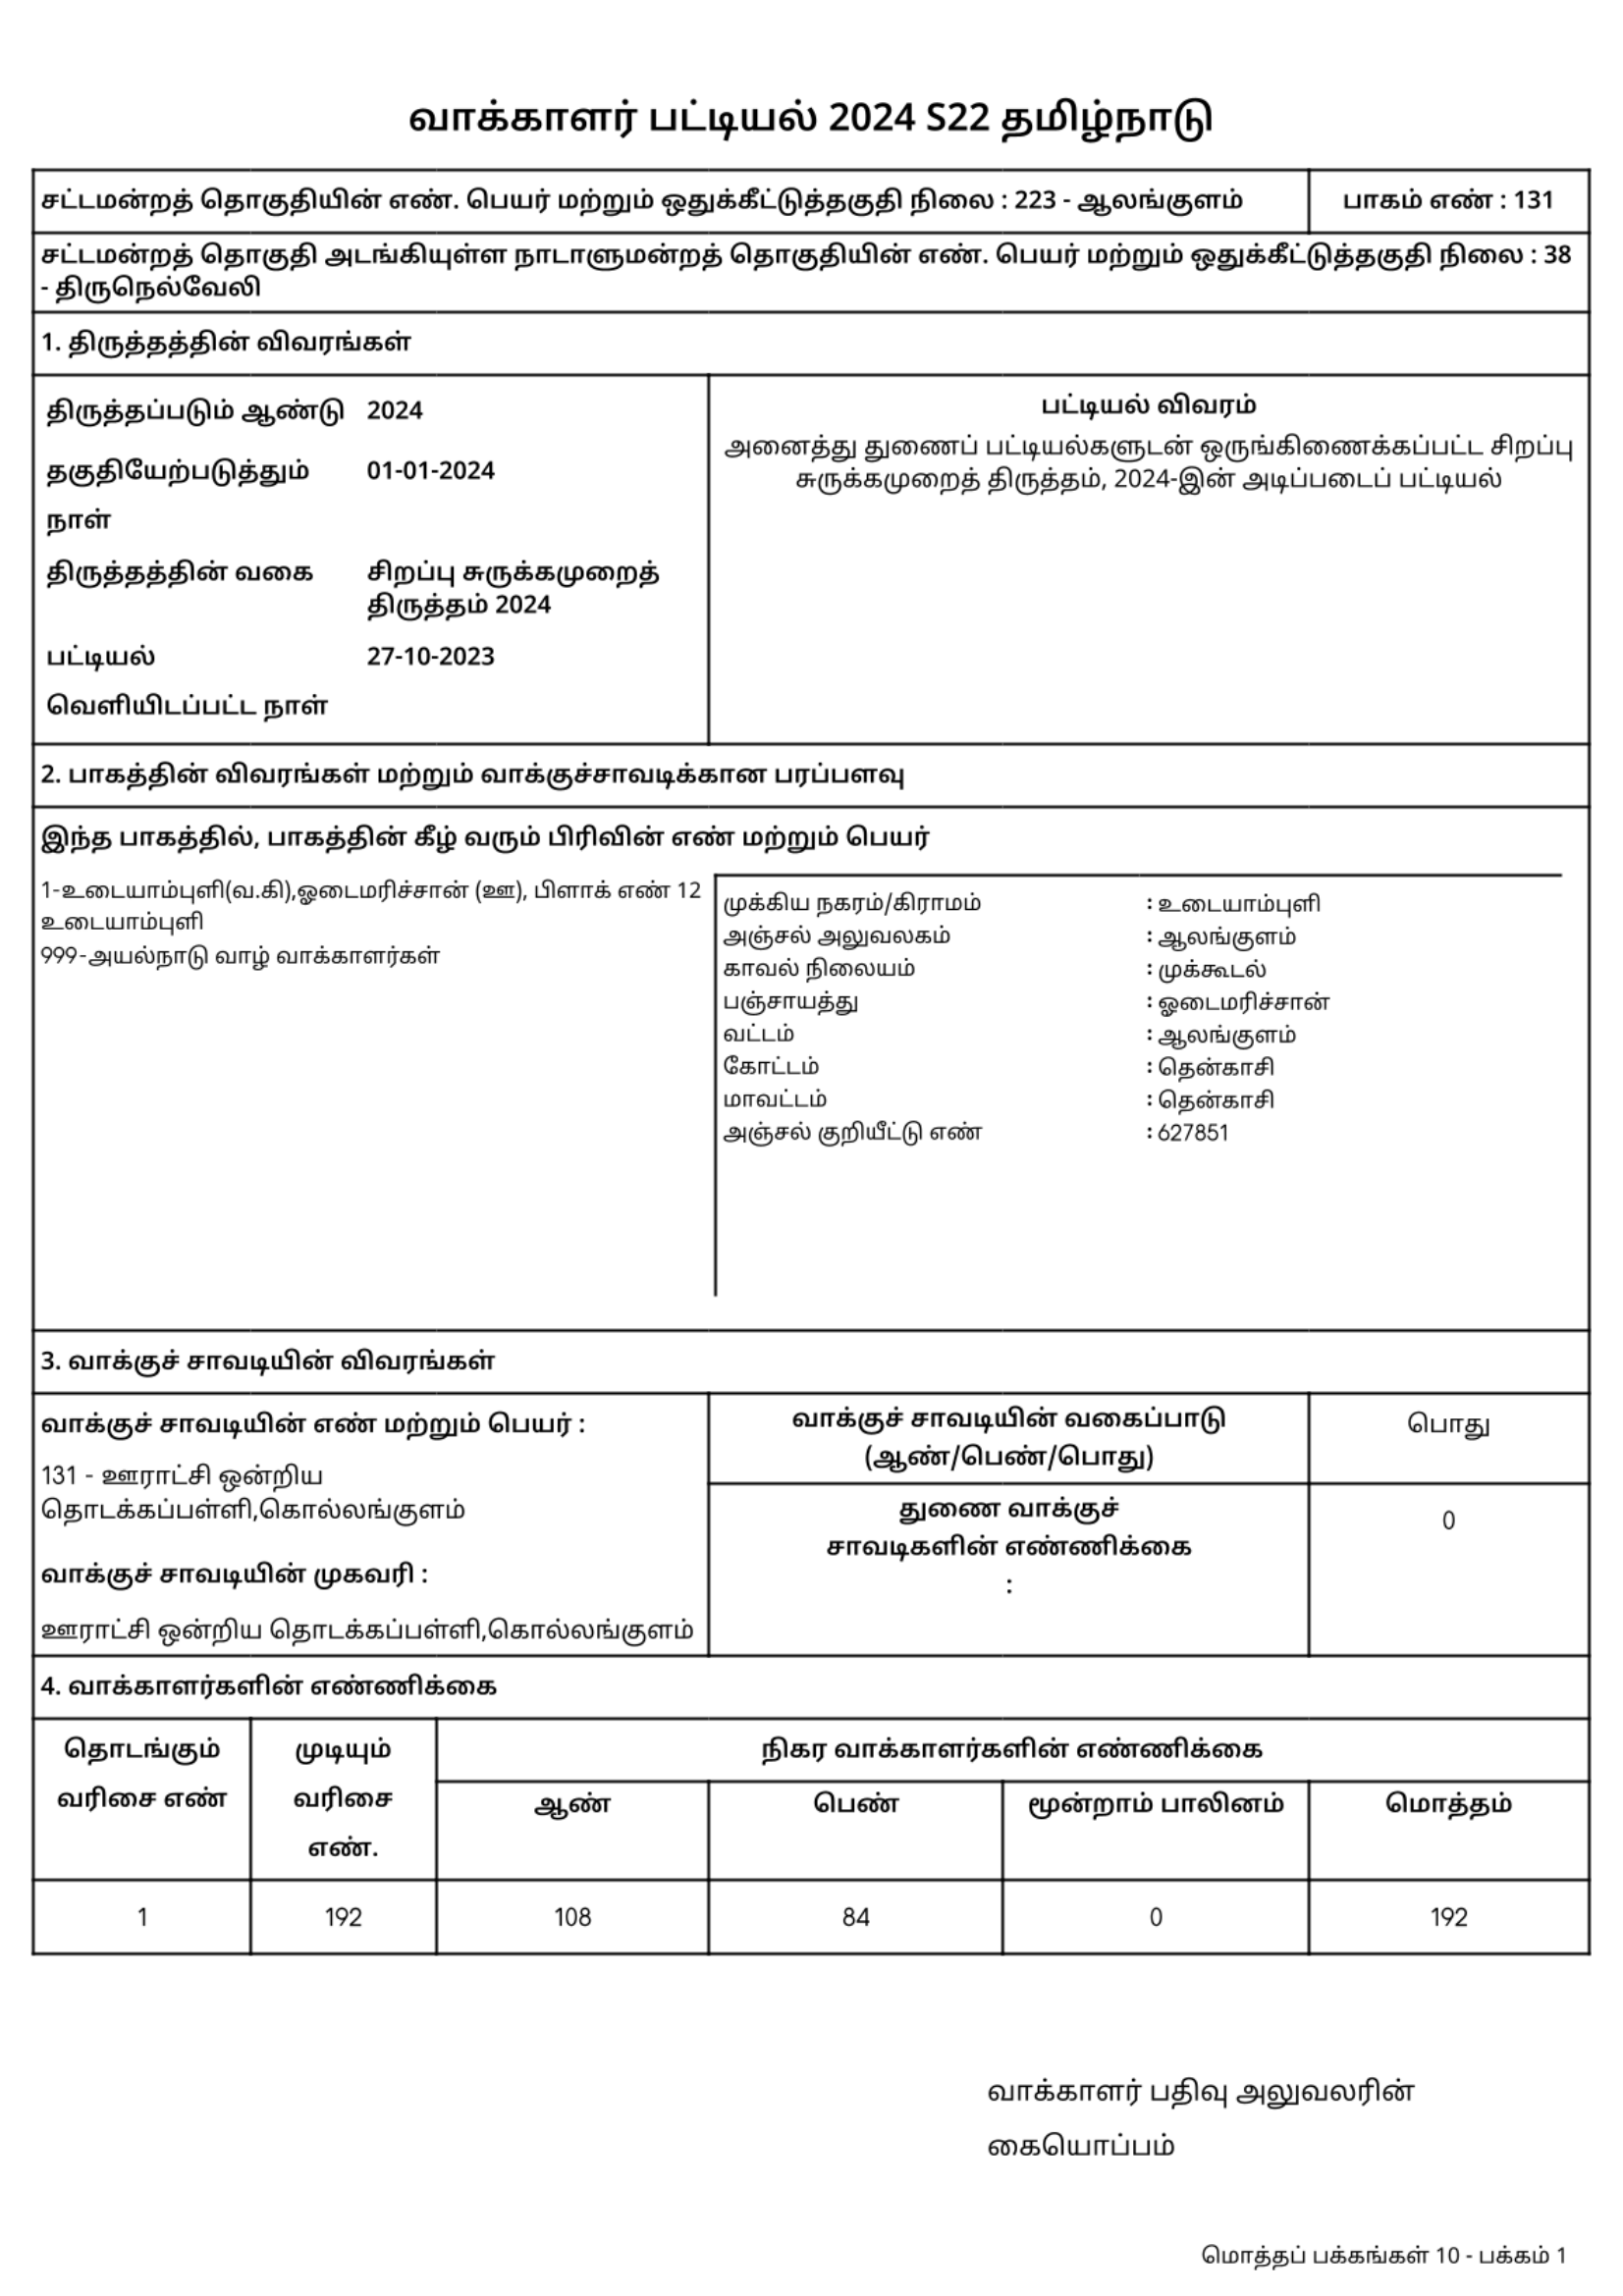 வாக்காளர் பட்டியல் 2024 S22 தமிழ்நாடு
சட்டமன்றத் தொகுதியின் எண். பெயர் மற்றும் ஒதுக்கீட்டுத்தகுதி நிலை : 223 - ஆலங்குளம்
பாகம் எண் : 131
சட்டமன்றத் தொகுதி அடங்கியுள்ள நாடாளுமன்றத் தொகுதியின் எண். பெயர் மற்றும் ஒதுக்கீட்டுத்தகுதி நிலை : 38
- திருநெல்வேலி
1. திருத்தத்தின் விவரங்கள்
திருத்தப்படும் ஆண்டு 2024
தகுதியேற்படுத்தும் 01-01-2024
நாள்
திருத்தத்தின் வகை சிறப்பு சுருக்கமுறைத்
திருத்தம் 2024
பட்டியல் 27-10-2023
வெளியிடப்பட்ட நாள்
பட்டியல் விவரம்
அனைத்து துணைப் பட்டியல்களுடன் ஒருங்கிணைக்கப்பட்ட சிறப்பு
சுருக்கமுறைத் திருத்தம், 2024-இன் அடிப்படைப் பட்டியல்
2. பாகத்தின் விவரங்கள் மற்றும் வாக்குச்சாவடிக்கான பரப்பளவு
இந்த பாகத்தில், பாகத்தின் கீழ் வரும் பிரிவின் எண் மற்றும் பெயர்
1-உடையாம்புளி(வ.கி),ஓடைமரிச்சான் (ஊ), பிளாக் எண் 12
உடையாம்புளி
999-அயல்நாடு வாழ் வாக்காளர்கள்
முக்கிய நகரம்/கிராமம் : உடையாம்புளி
அஞ்சல் அலுவலகம் : ஆலங்குளம்
காவல் நிலையம் : முக்கூடல்
பஞ்சாயத்து : ஓடைமரிச்சான்
வட்டம் : ஆலங்குளம்
கோட்டம் : தென்காசி
மாவட்டம் : தென்காசி
அஞ்சல் குறியீட்டு எண் : 627851
3. வாக்குச் சாவடியின் விவரங்கள்
வாக்குச் சாவடியின் எண் மற்றும் பெயர் :
131 - ஊராட்சி ஒன்றிய
தொடக்கப்பள்ளி,கொல்லங்குளம்
வாக்குச் சாவடியின் முகவரி :
ஊராட்சி ஒன்றிய தொடக்கப்பள்ளி,கொல்லங்குளம்
வாக்குச் சாவடியின் வகைப்பாடு
(ஆண்/பெண்/பொது)
பொது
துணை வாக்குச்
சாவடிகளின் எண்ணிக்கை
:
0
4. வாக்காளர்களின் எண்ணிக்கை
தொடங்கும்
வரிசை எண்
முடியும்
வரிசை
எண்.
நிகர வாக்காளர்களின் எண்ணிக்கை
ஆண் பெண் மூன்றாம் பாலினம் மொத்தம்
1 192 108 84 0 192
வாக்காளர் பதிவு அலுவலரின்
கையொப்பம்
மொத்தப் பக்கங்கள் 10 - பக்கம் 1